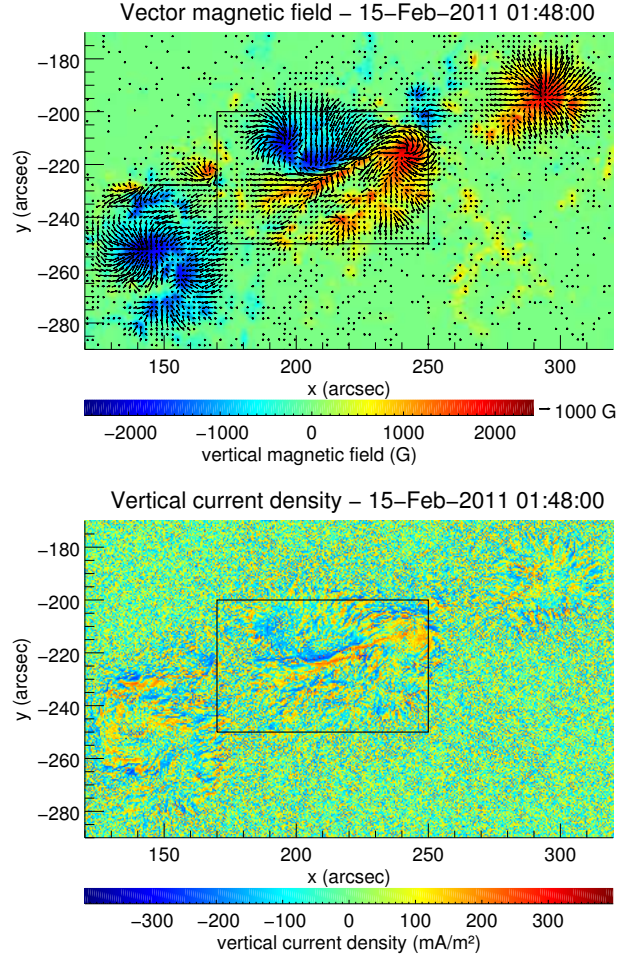 Vector magnetic field − 15−Feb−2011 01:48:00
−180
−200
−220
−240
−260
−280
y (arcsec)
150 200 250 300
x (arcsec)
1000 G
−2000 −1000 0 1000 2000
vertical magnetic field (G)
Vertical current density − 15−Feb−2011 01:48:00
−180
−200
−220
−240
−260
−280
y (arcsec)
150 200 250 300
x (arcsec)
−300 −200 −100 0 100 200 300
vertical current density (mA/m²)